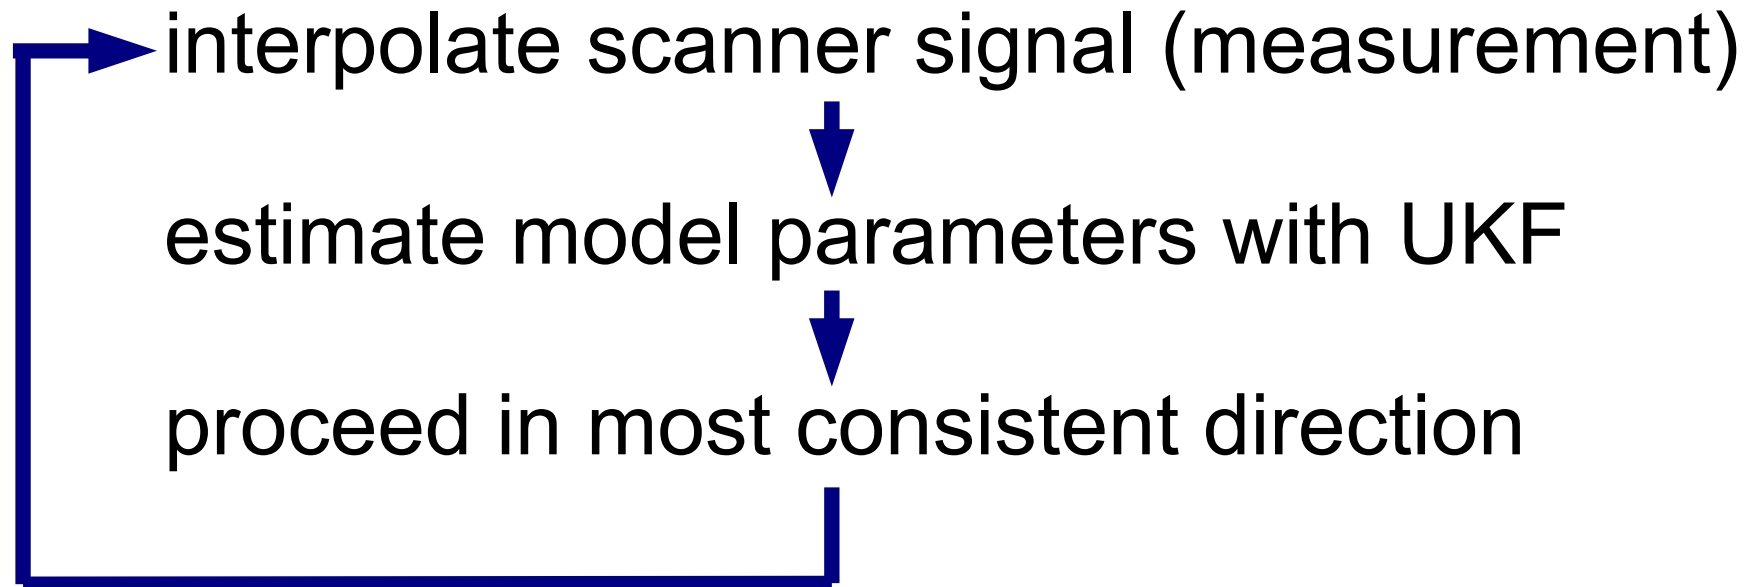 interpolate scanner signal (measurement)
estimate model parameters with UKF
proceed in most consistent direction